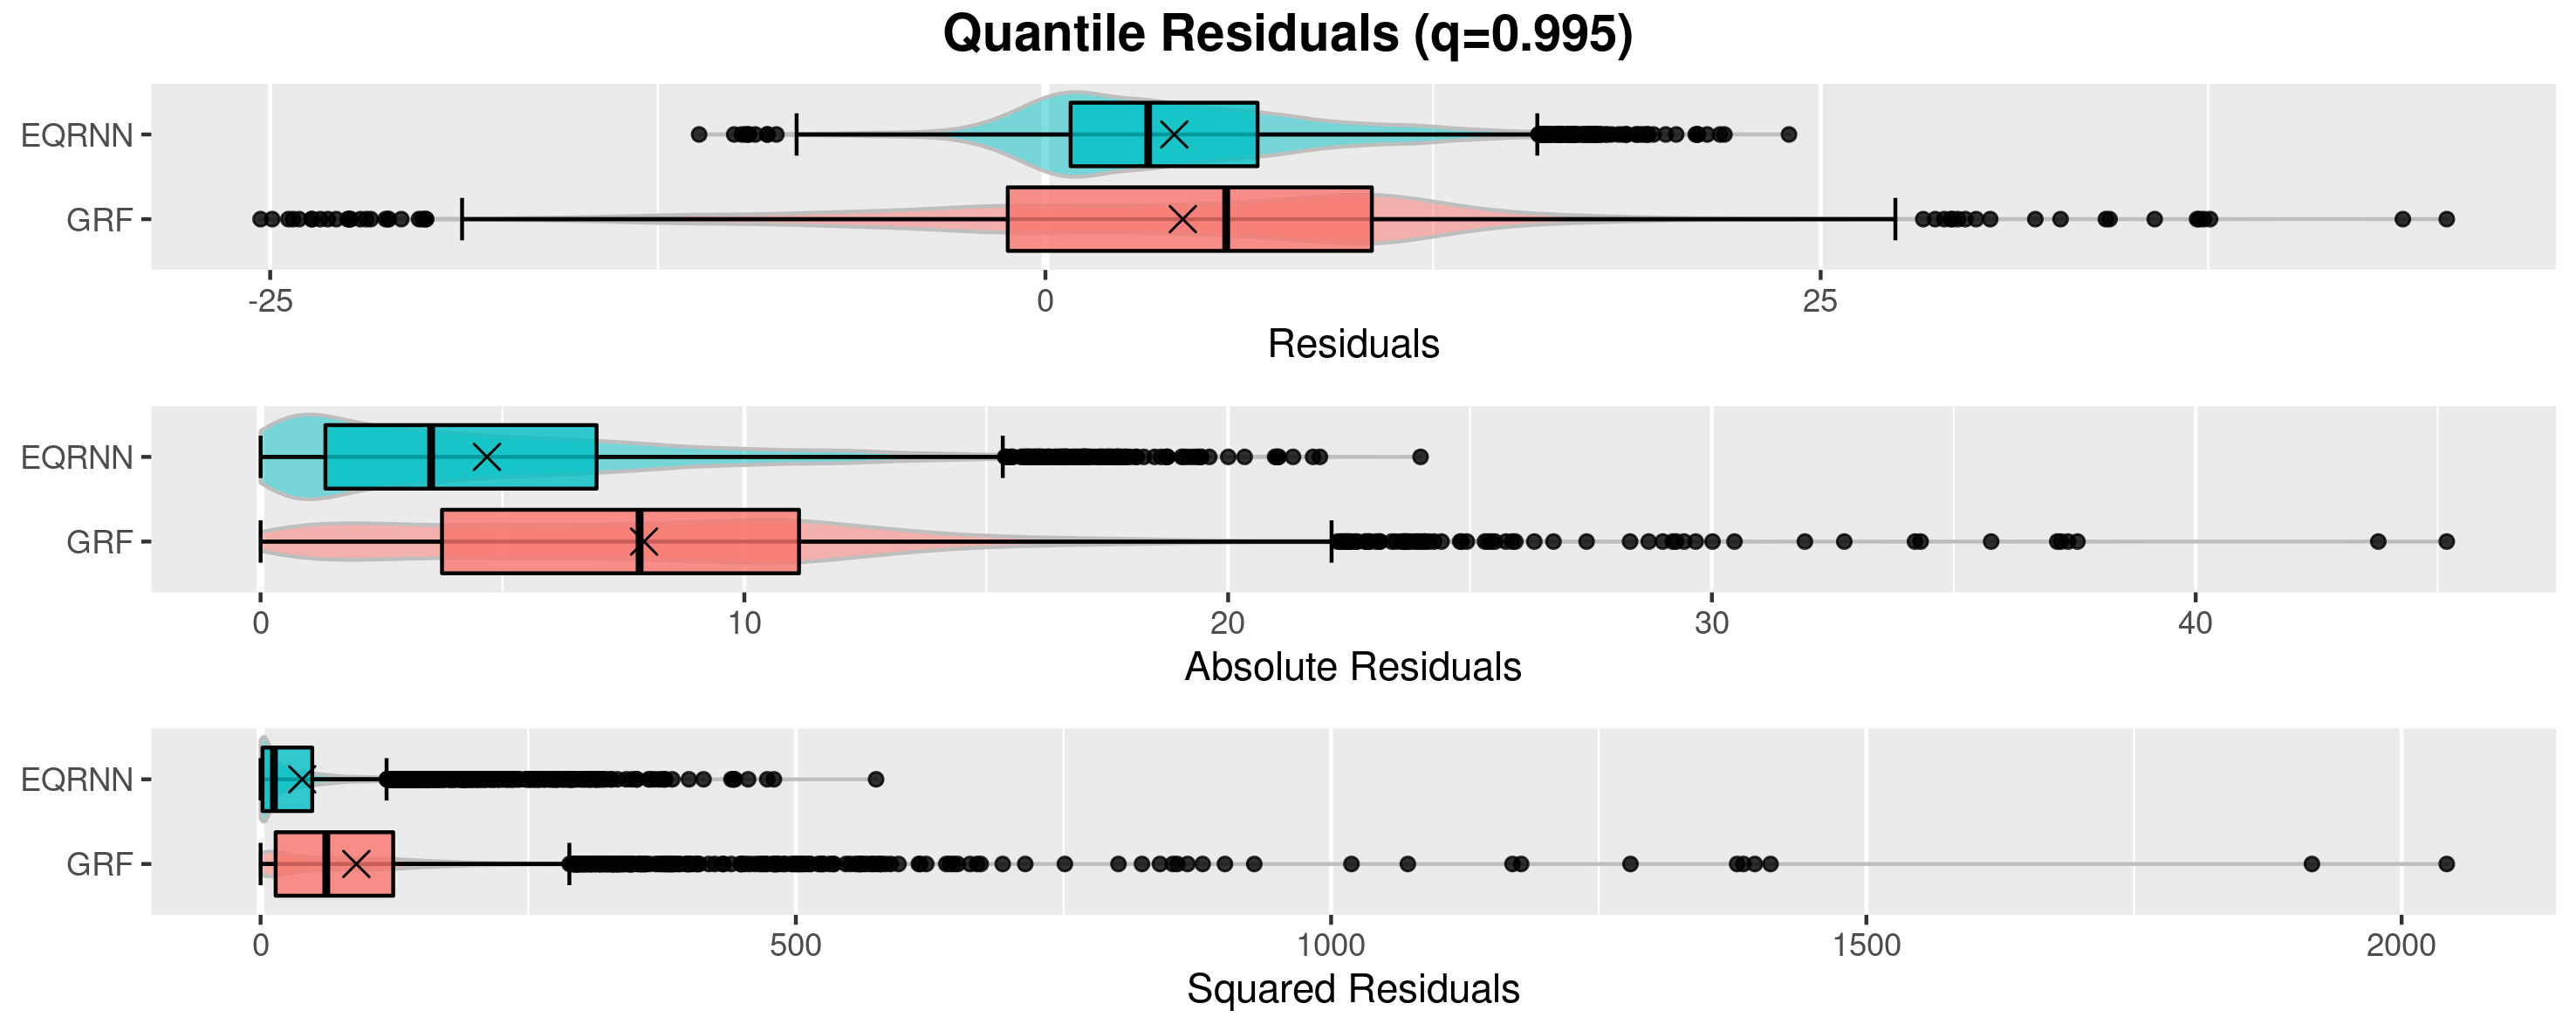 Quantile Residuals (q=0.995)
EQRNN
GRF
-25 0 25
Residuals
EQRNN
GRF
0 10 20 30 40
Absolute Residuals
EQRNN
GRF
0 500 1000 1500 2000
Squared Residuals